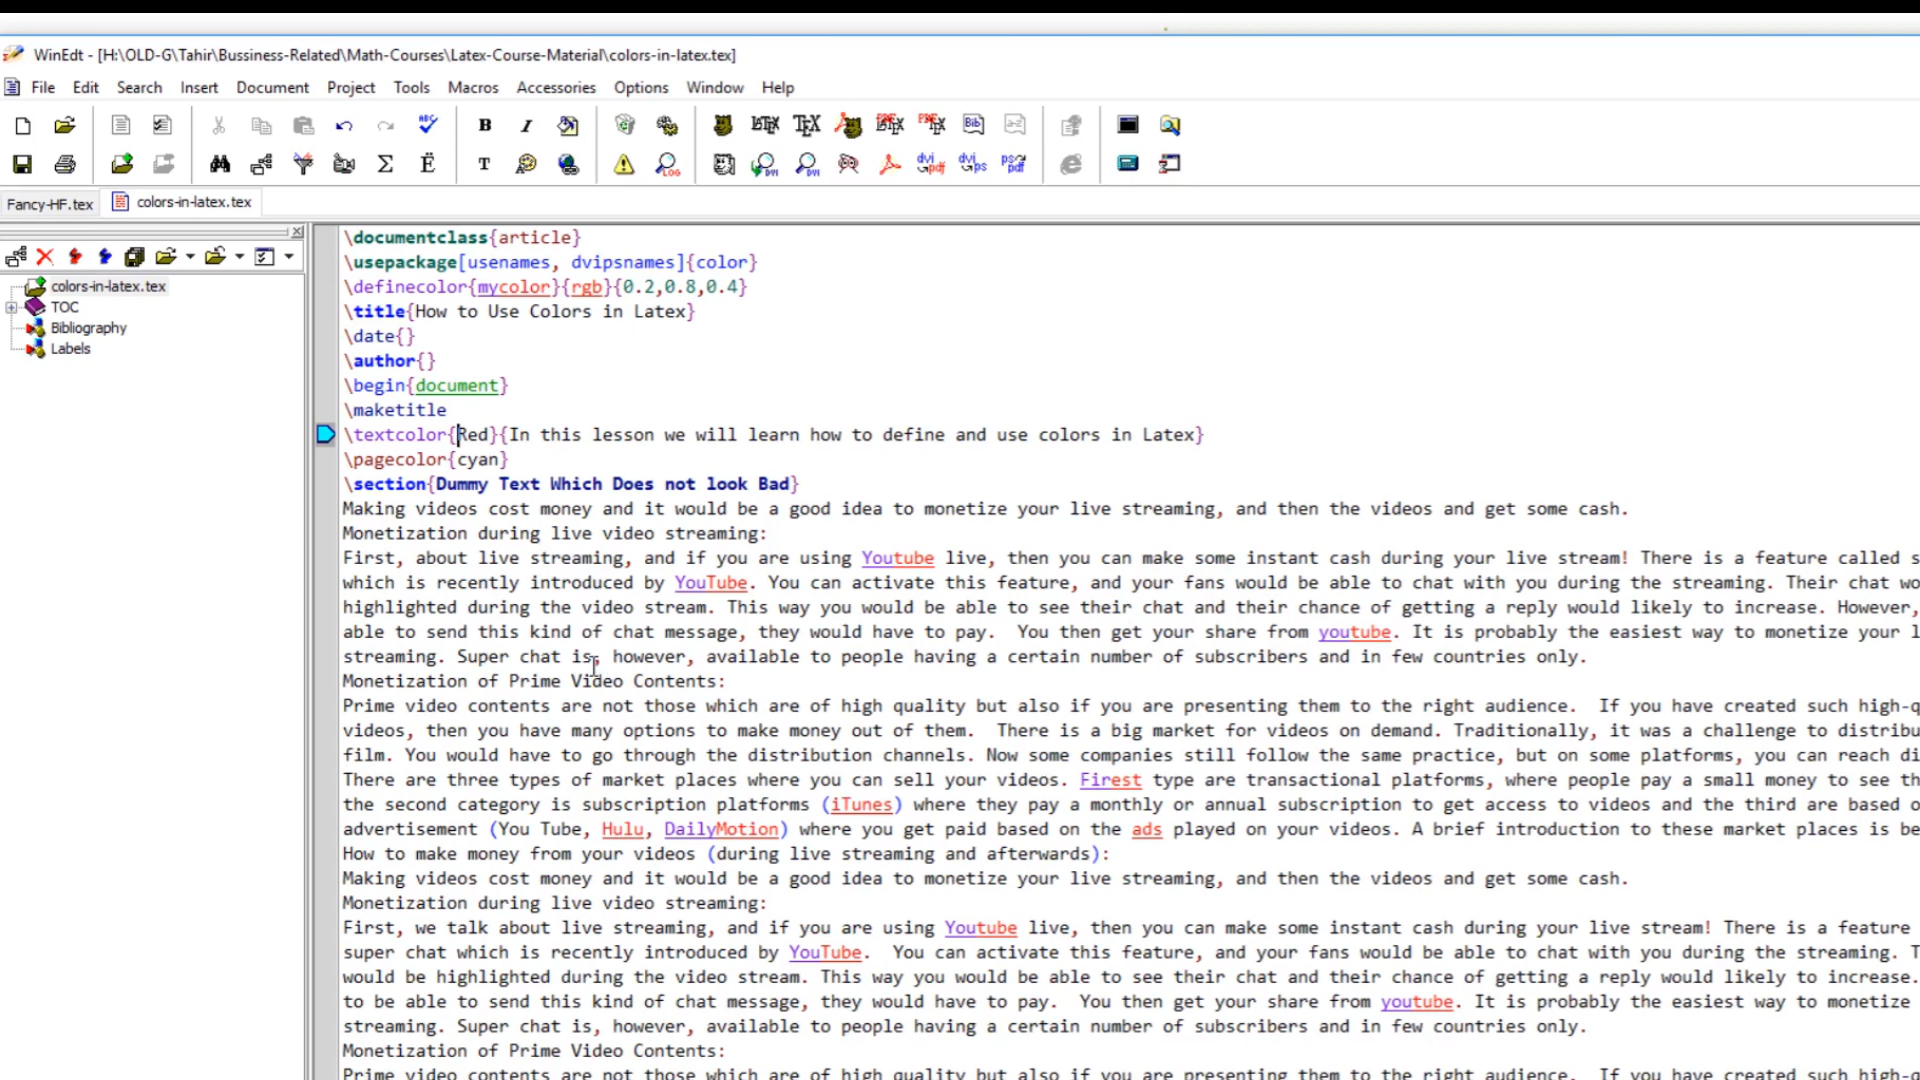 WinEdt - [H:\OLD-G\Tahir\Bussiness-Related\Math-Courses\Latex-Course-Material\colors-in-latex.tex]
File Edit Search Insert Document Project Tools Macros Accessories Options Window Help
Fancy-HF.tex colors-in-latex.tex
colors-in-latex.tex
TOC
Bibliography
Labels
\documentclass{article}
\usepackage[usenames, dvipsnames]{color}
\definecolor{mycolor}{rgb}{0.2,0.8,0.4}
\title{How to Use Colors in Latex}
\date{}
\author{}
\begin{document}
\maketitle
\textcolor{Red}{In this lesson we will learn how to define and use colors in Latex}
\pagecolor{cyan}
\section{Dummy Text Which Does not look Bad}
Making videos cost money and it would be a good idea to monetize your live streaming, and then the videos and get some cash.
Monetization during live video streaming:
First, about live streaming, and if you are using Youtube live, then you can make some instant cash during your live stream! There is a feature called s
which is recently introduced by YouTube. You can activate this feature, and your fans would be able to chat with you during the streaming. Their chat wo
highlighted during the video stream. This way you would be able to see their chat and their chance of getting a reply would likely to increase. However,
able to send this kind of chat message, they would have to pay.  You then get your share from youtube. It is probably the easiest way to monetize your l
streaming. Super chat is, however, available to people having a certain number of subscribers and in few countries only.
Monetization of Prime Video Contents:
Prime video contents are not those which are of high quality but also if you are presenting them to the right audience.  If you have created such high-q
videos, then you have many options to make money out of them.  There is a big market for videos on demand. Traditionally, it was a challenge to distribu
film. You would have to go through the distribution channels. Now some companies still follow the same practice, but on some platforms, you can reach di
There are three types of market places where you can sell your videos. Firest type are transactional platforms, where people pay a small money to see th
the second category is subscription platforms (iTunes) where they pay a monthly or annual subscription to get access to videos and the third are based o
advertisement (You Tube, Hulu, DailyMotion) where you get paid based on the ads played on your videos. A brief introduction to these market places is be
How to make money from your videos (during live streaming and afterwards):
Making videos cost money and it would be a good idea to monetize your live streaming, and then the videos and get some cash.
Monetization during live video streaming:
First, we talk about live streaming, and if you are using Youtube live, then you can make some instant cash during your live stream! There is a feature
super chat which is recently introduced by YouTube.  You can activate this feature, and your fans would be able to chat with you during the streaming. T
would be highlighted during the video stream. This way you would be able to see their chat and their chance of getting a reply would likely to increase.
to be able to send this kind of chat message, they would have to pay.  You then get your share from youtube. It is probably the easiest way to monetize
streaming. Super chat is, however, available to people having a certain number of subscribers and in few countries only.
Monetization of Prime Video Contents:
Prime video contents are not those which are of high quality but also if you are presenting them to the right audience.  If you have created such high-q